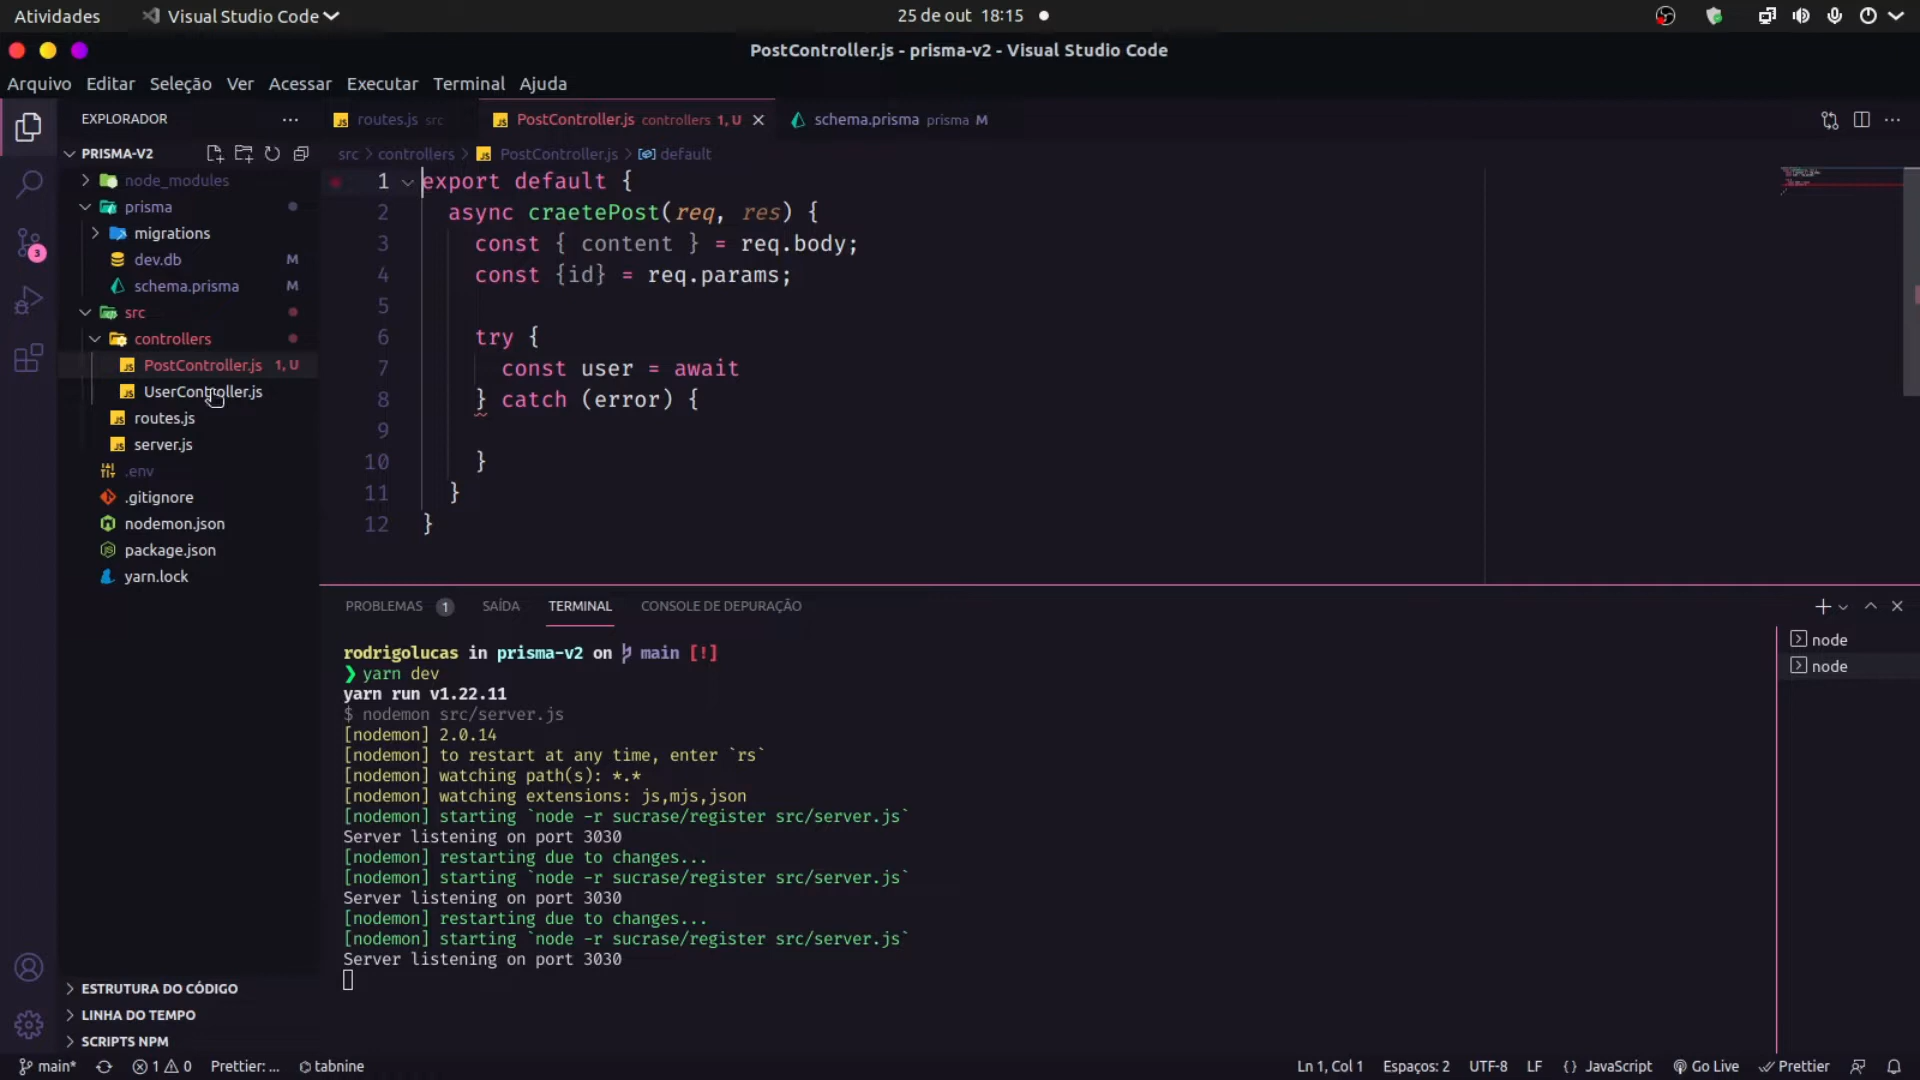 Atividades
Visual Studio Code
25 de out 18:15
PostController.js - prisma-v2 - Visual Studio Code
Arquivo Editar Seleção Ver Acessar Executar Terminal Ajuda
EXPLORADOR
routes.js src
PostController.js controllers 1, U
schema.prisma prisma M
PRISMA-V2
src > controllers > PostController.js > default
node_modules
prisma
migrations
dev.db M
schema.prisma M
src
controllers
PostController.js 1, U
UserController.js
routes.js
server.js
.env
.gitignore
nodemon.json
package.json
yarn.lock
3
1 export default {
2 async craetePost(req, res) {
3 const { content } = req.body;
4 const {id} = req.params;
5
6 try {
7 const user = await
8 } catch (error) {
9
10 }
11 }
12 }
PROBLEMAS 1 SAÍDA TERMINAL CONSOLE DE DEPURAÇÃO
rodrigolucas in prisma-v2 on main [!]
❯ yarn dev
yarn run v1.22.11
$ nodemon src/server.js
[nodemon] 2.0.14
[nodemon] to restart at any time, enter `rs`
[nodemon] watching path(s): *.*
[nodemon] watching extensions: js,mjs,json
[nodemon] starting `node -r sucrase/register src/server.js`
Server listening on port 3030
[nodemon] restarting due to changes...
[nodemon] starting `node -r sucrase/register src/server.js`
Server listening on port 3030
[nodemon] restarting due to changes...
[nodemon] starting `node -r sucrase/register src/server.js`
Server listening on port 3030
node
node
ESTRUTURA DO CÓDIGO
LINHA DO TEMPO
SCRIPTS NPM
main* 1 0 Prettier: ... tabnine
Ln 1, Col 1 Espaços: 2 UTF-8 LF {} JavaScript Go Live Prettier